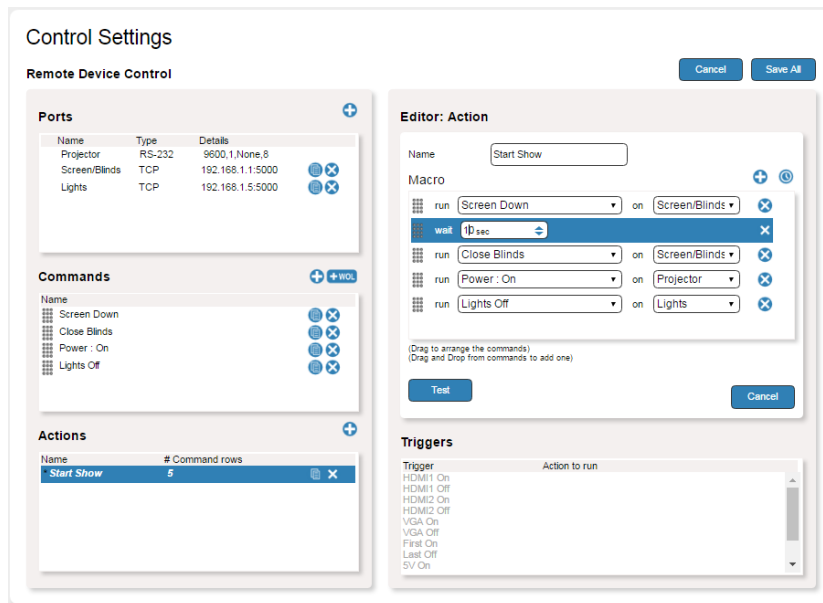 Control Settings
Remote Device Control
Cancel
Save All
Ports
Name Type Details
Projector RS-232 9600,1,None,8
Screen/Blinds TCP 192.168.1.1:5000
Lights TCP 192.168.1.5:5000
Commands
+ WOL
Name
Screen Down
Close Blinds
Power : On
Lights Off
Actions
Name # Command rows
* Start Show 5
Editor: Action
Name Start Show
Macro
run Screen Down on Screen/Blinds
wait 10 sec
run Close Blinds on Screen/Blinds
run Power : On on Projector
run Lights Off on Lights
(Drag to arrange the commands)
(Drag and Drop from commands to add one)
Test
Cancel
Triggers
Trigger Action to run
HDMI1 On
HDMI1 Off
HDMI2 On
HDMI2 Off
VGA On
VGA Off
First On
Last Off
5V On